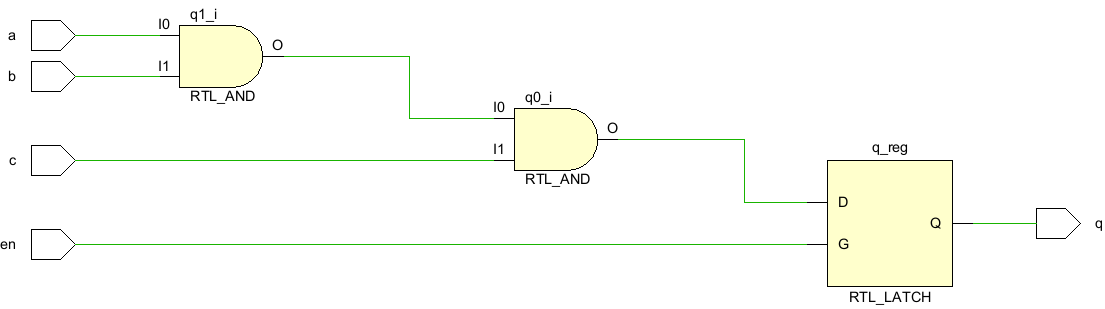 q1_i
a
I0
O
b
I1
RTL_AND
q0_i
I0
O
c
I1
RTL_AND
q_reg
D
Q
q
en
G
RTL_LATCH